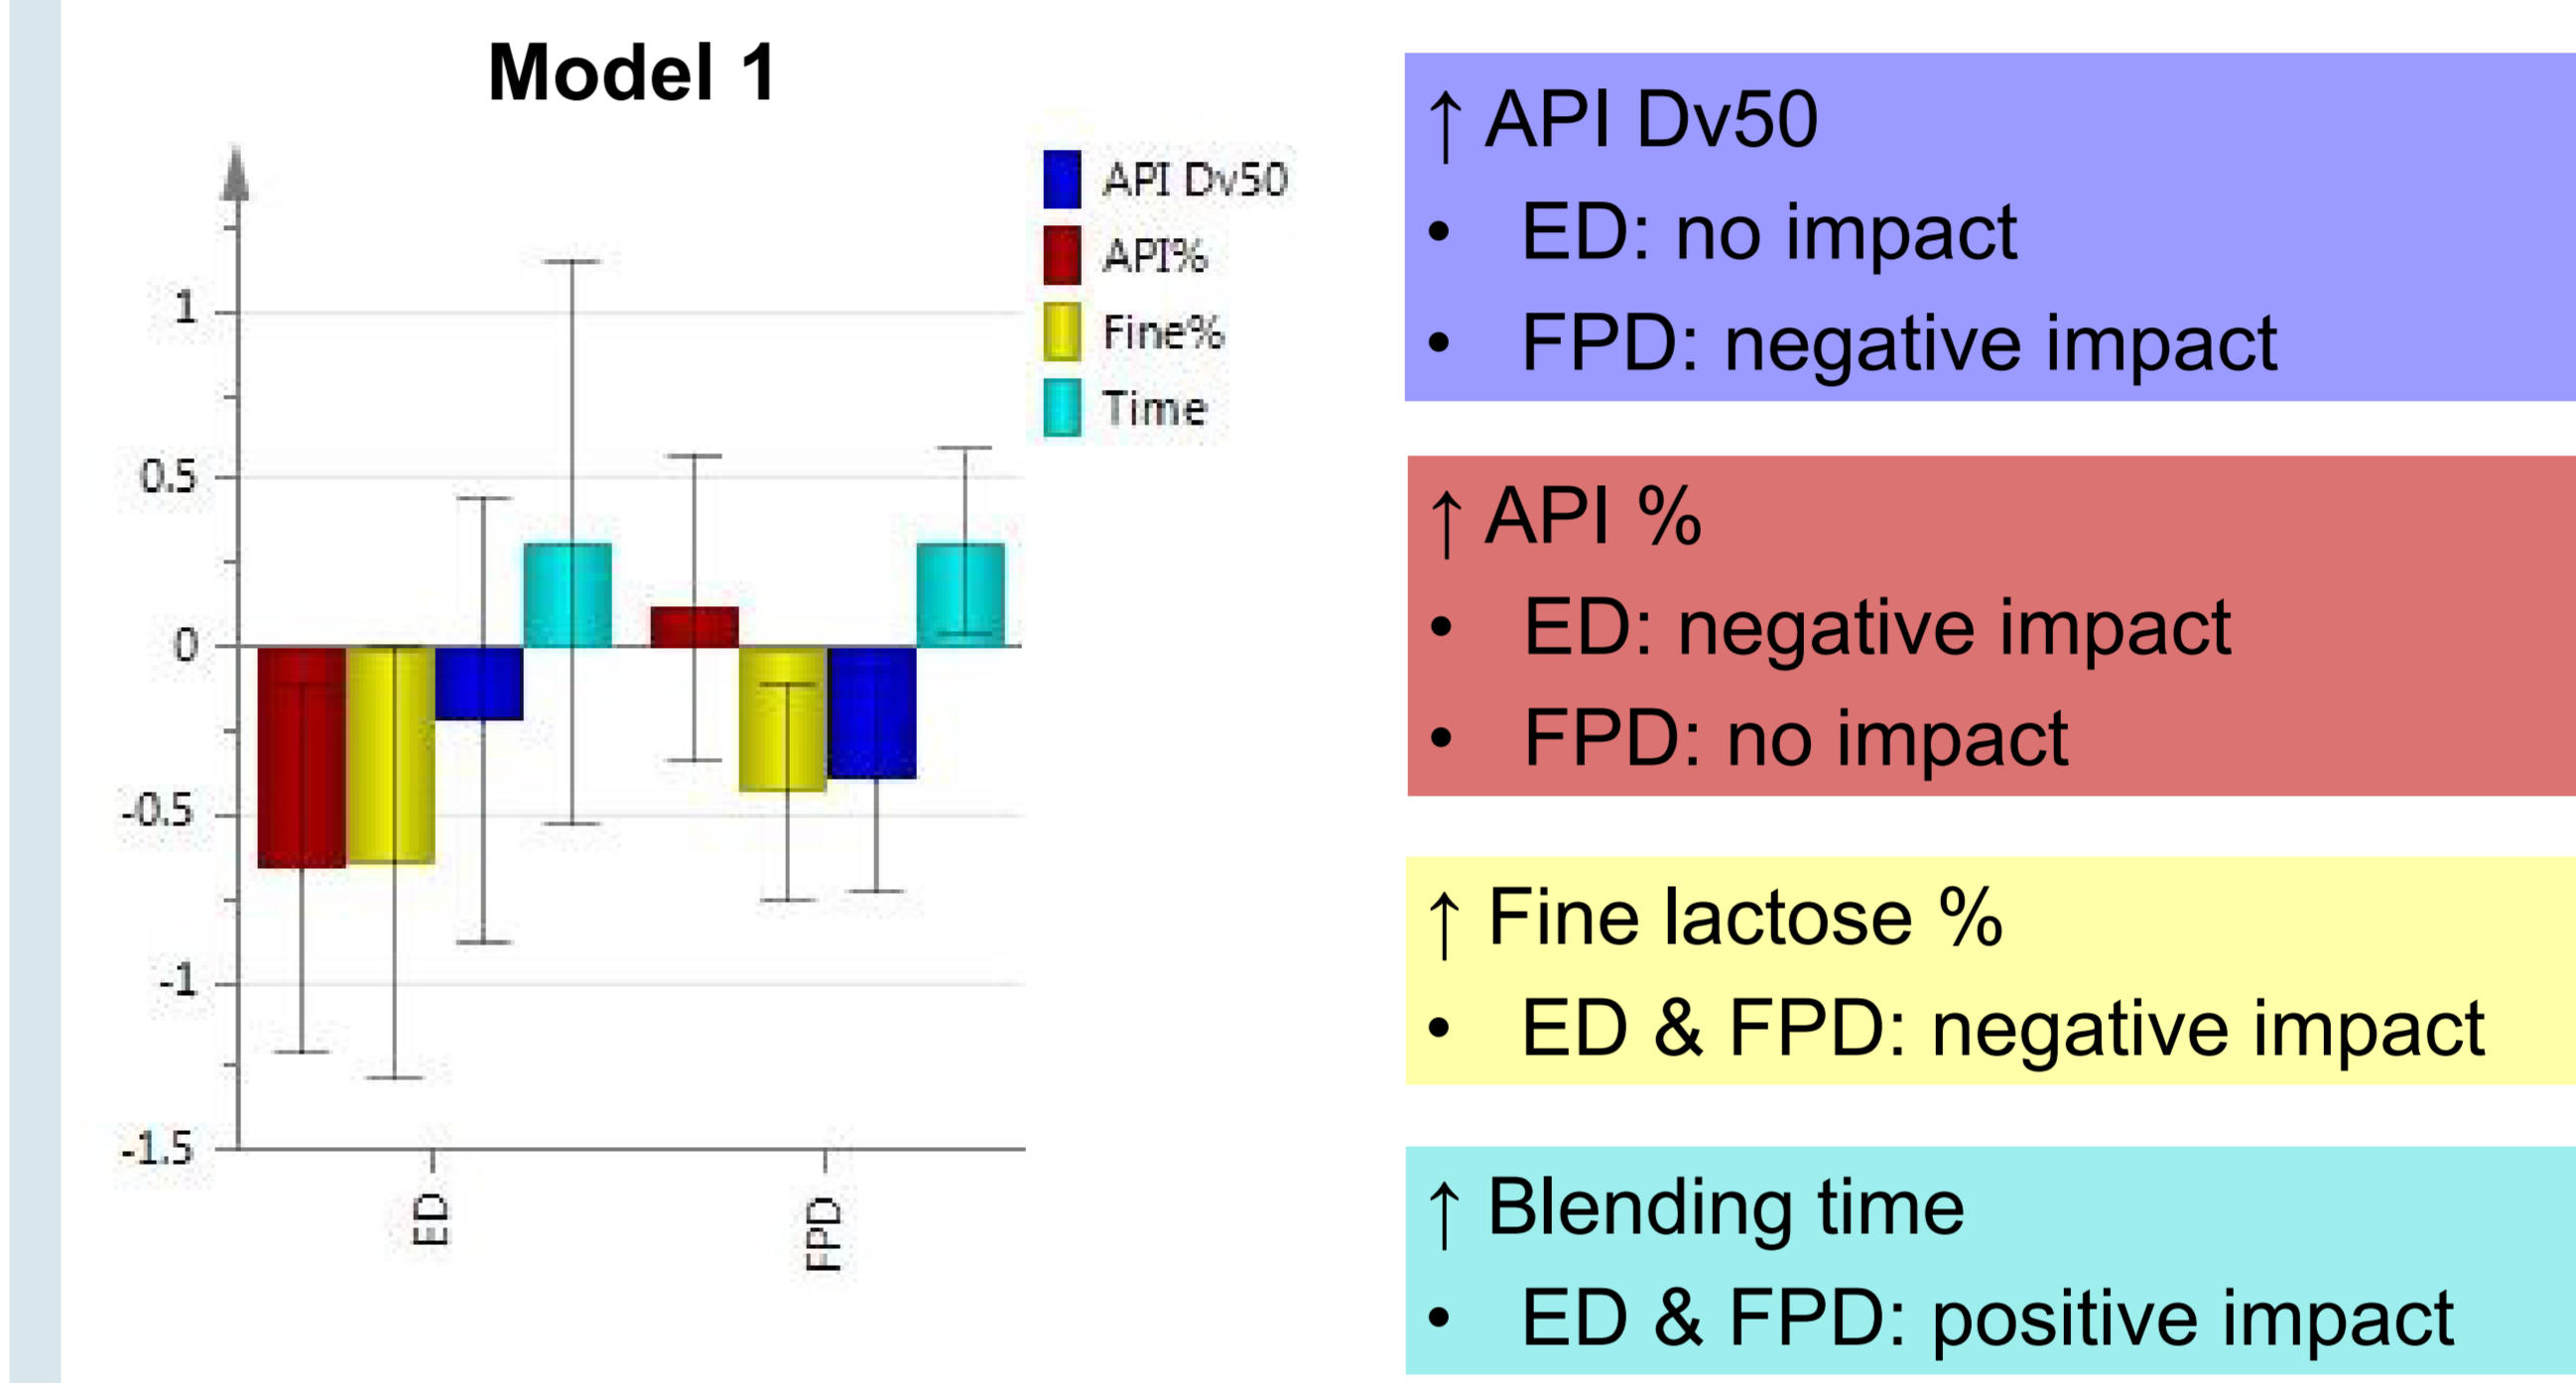 Model 1
API Dv50
API%
Fine%
Time
1
0.5
0
-0.5
-1
-1.5
ED
FPD
↑ API Dv50
• ED: no impact
• FPD: negative impact
↑ API %
• ED: negative impact
• FPD: no impact
↑ Fine lactose %
• ED & FPD: negative impact
↑ Blending time
• ED & FPD: positive impact